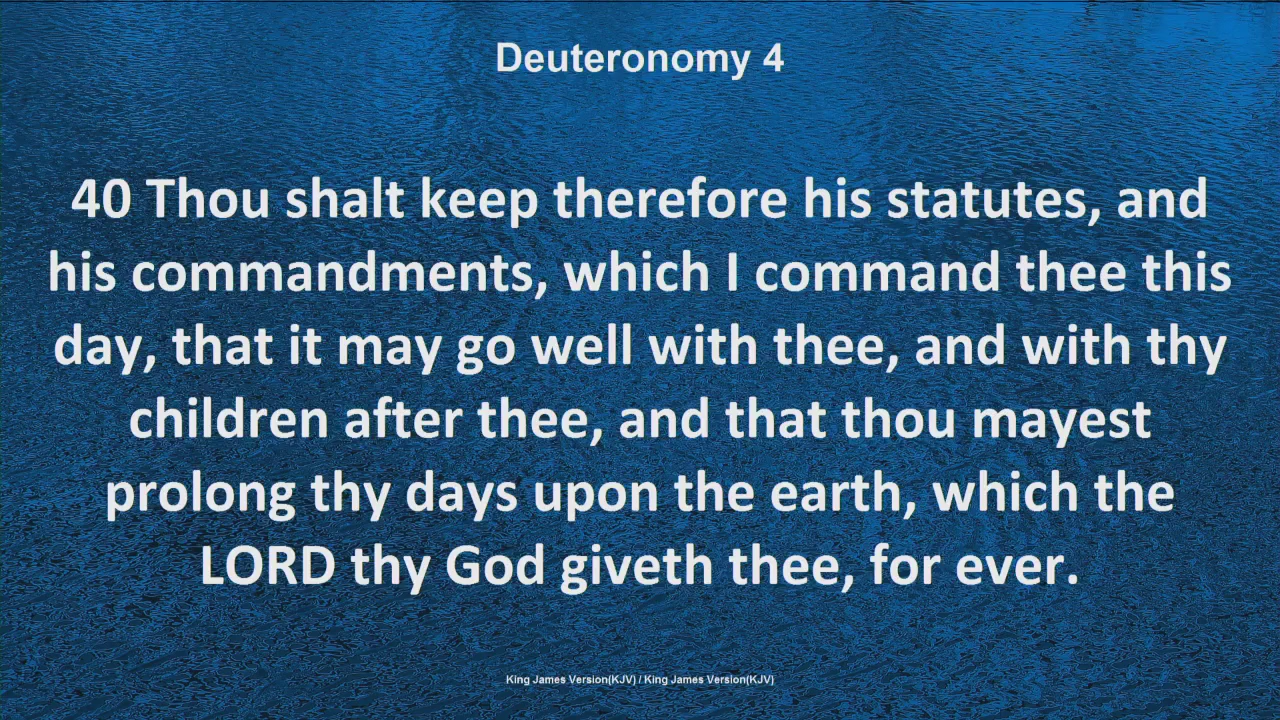 Deuteronomy 4
40 Thou shalt keep therefore his statutes, and
his commandments, which I command thee this
day, that it may go well with thee, and with thy
children after thee, and that thou mayest
prolong thy days upon the earth, which the
LORD thy God giveth thee, for ever.
King James Version(KJV) / King James Version(KJV)